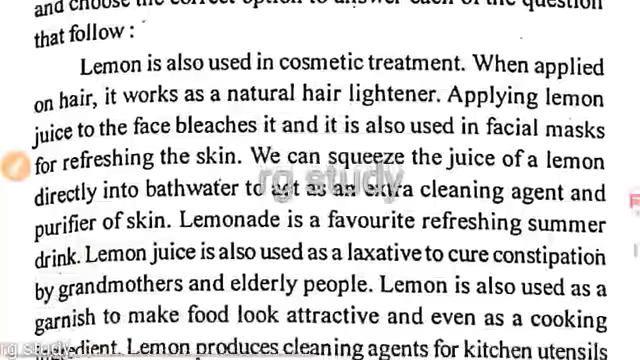 and choose the correct option to answer each of the question
that follow :
Lemon is also used in cosmetic treatment. When applied
on hair, it works as a natural hair lightener. Applying lemon
juice to the face bleaches it and it is also used in facial masks
for refreshing the skin. We can squeeze the juice of a lemon
rg study
directly into bathwater to act as an extra cleaning agent and
purifier of skin. Lemonade is a favourite refreshing summer
drink. Lemon juice is also used as a laxative to cure constipation
by grandmothers and elderly people. Lemon is also used as a
garnish to make food look attractive and even as a cooking
rg study
Lemon produces cleaning agents for kitchen utensils